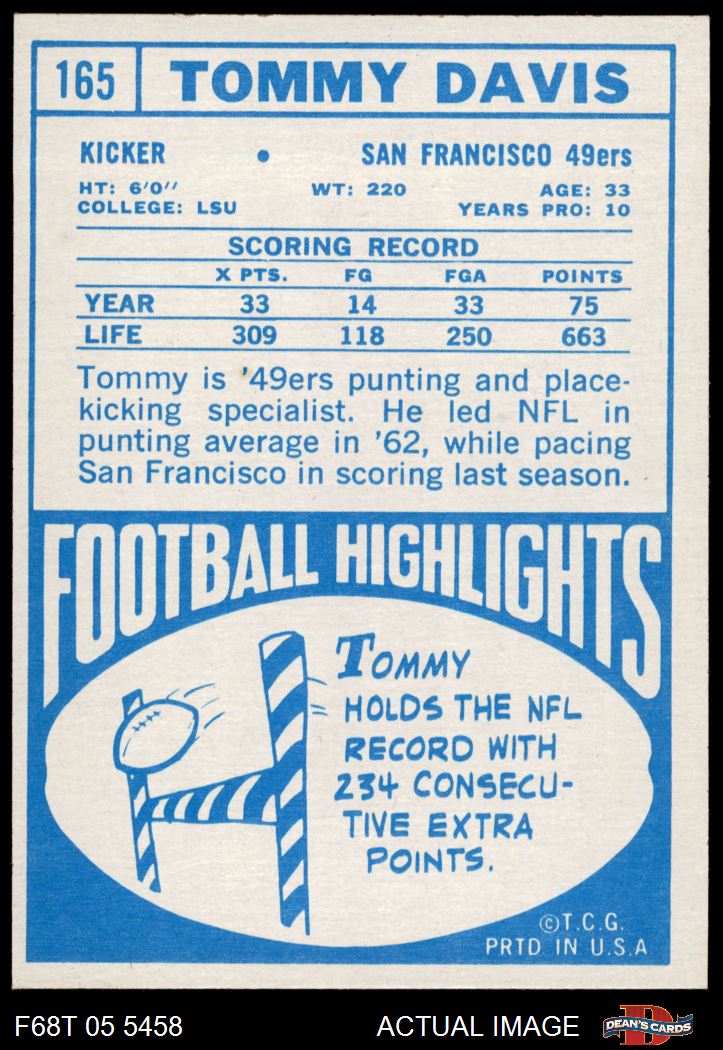 165 TOMMY DAVIS
KICKER • SAN FRANCISCO 49ers
HT: 6'0" WT: 220 AGE: 33
COLLEGE: LSU YEARS PRO: 10
SCORING RECORD
X PTS. FG FGA POINTS
YEAR 33 14 33 75
LIFE 309 118 250 663
Tommy is '49ers punting and place-
kicking specialist. He led NFL in
punting average in '62, while pacing
San Francisco in scoring last season.
FOOTBALL HIGHLIGHTS
TOMMY
HOLDS THE NFL
RECORD WITH
234 CONSECU-
TIVE EXTRA
POINTS.
©T.C.G.
PRTD IN U.S.A
F68T 05 5458 ACTUAL IMAGE D DEAN'S CARDS